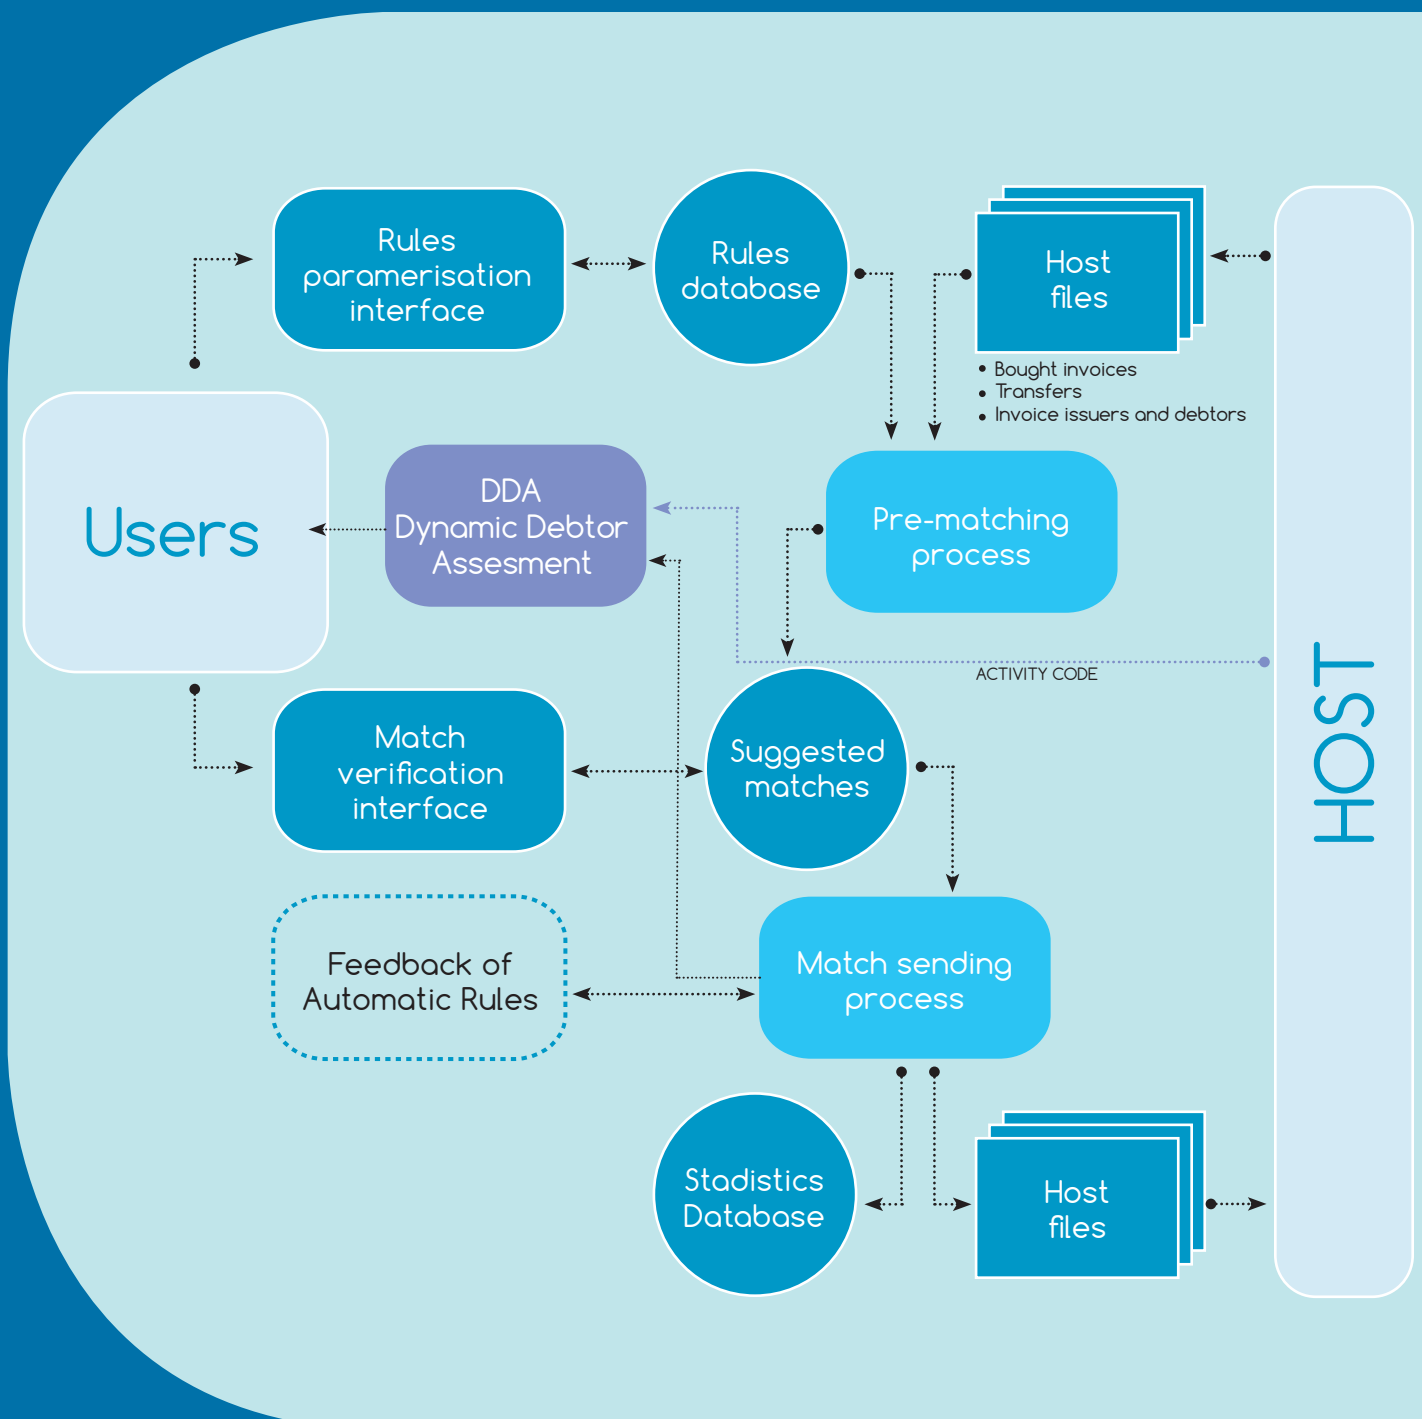 Rules
paramerisation
interface
Rules
database
Host
files
• Bought invoices
• Transfers
• Invoice issuers and debtors
Users
DDA
Dynamic Debtor
Assesment
Pre-matching
process
ACTIVITY CODE
HOST
Match
verification
interface
Suggested
matches
Feedback of
Automatic Rules
Match sending
process
Stadistics
Database
Host
files